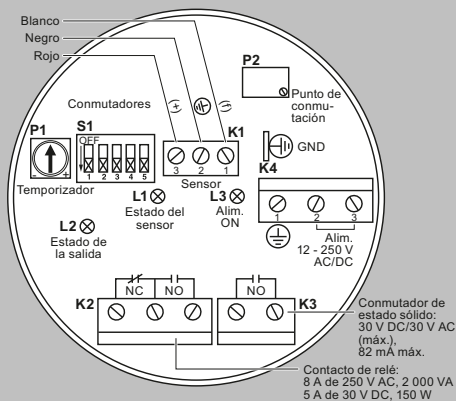 Blanco
Negro
Rojo
P2
Conmutadores
(+)
(-)
Punto de
conmu-
tación
P1
S1
OFF
K1
GND
- +
1 2 3 4 5
3 2 1
K4
Temporizador
Sensor
L1
Estado del
sensor
L3
Alim.
ON
1 2 3
L2
Estado de
la salida
Alim.
12 - 250 V
AC/DC
NC
NO
NO
K2
K3
Conmutador de
estado sólido:
30 V DC/30 V AC
(máx.),
82 mA máx.
Contacto de relé:
8 A de 250 V AC, 2 000 VA
5 A de 30 V DC, 150 W